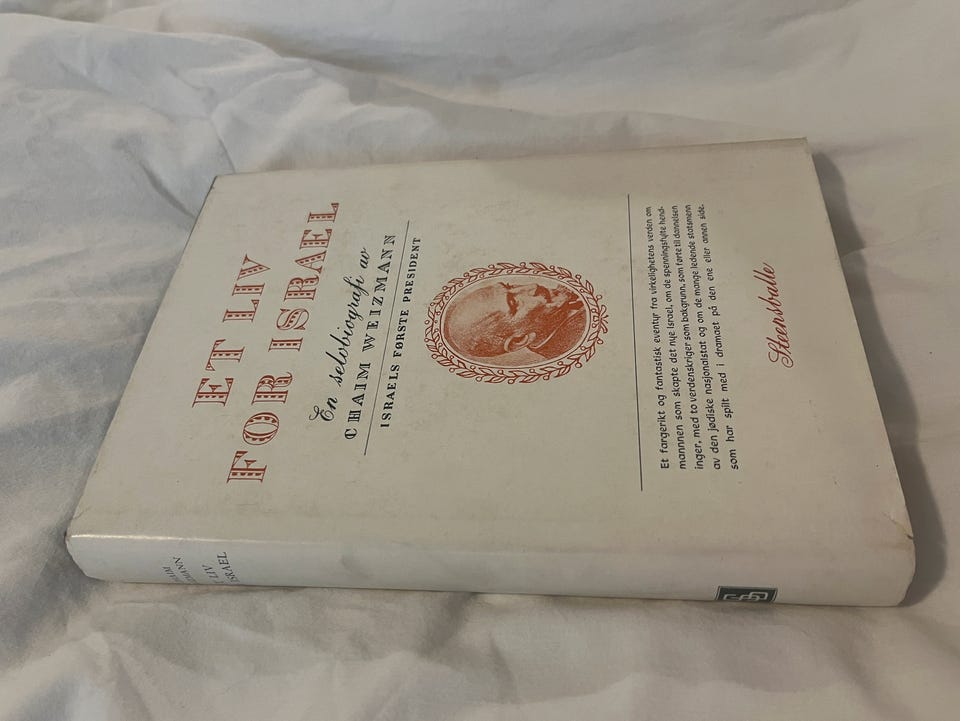 ET LIV
FOR ISRAEL
En selvbiografi av
CHAIM WEIZMANN
ISRAELS FØRSTE PRESIDENT
Et fargerikt og fantastisk eventyr fra virkelighetens verden om
mannnen som skapte det nye Israel, om de spenningsfylte hend-
inger, med to verdenskriger som bakgrunn, som førte til dannelsen
av den jødiske nasjonalstat og om de mange ledende statsmenn
som har spilt med i dramaet på den ene eller annen side.
Steensballe
LIV